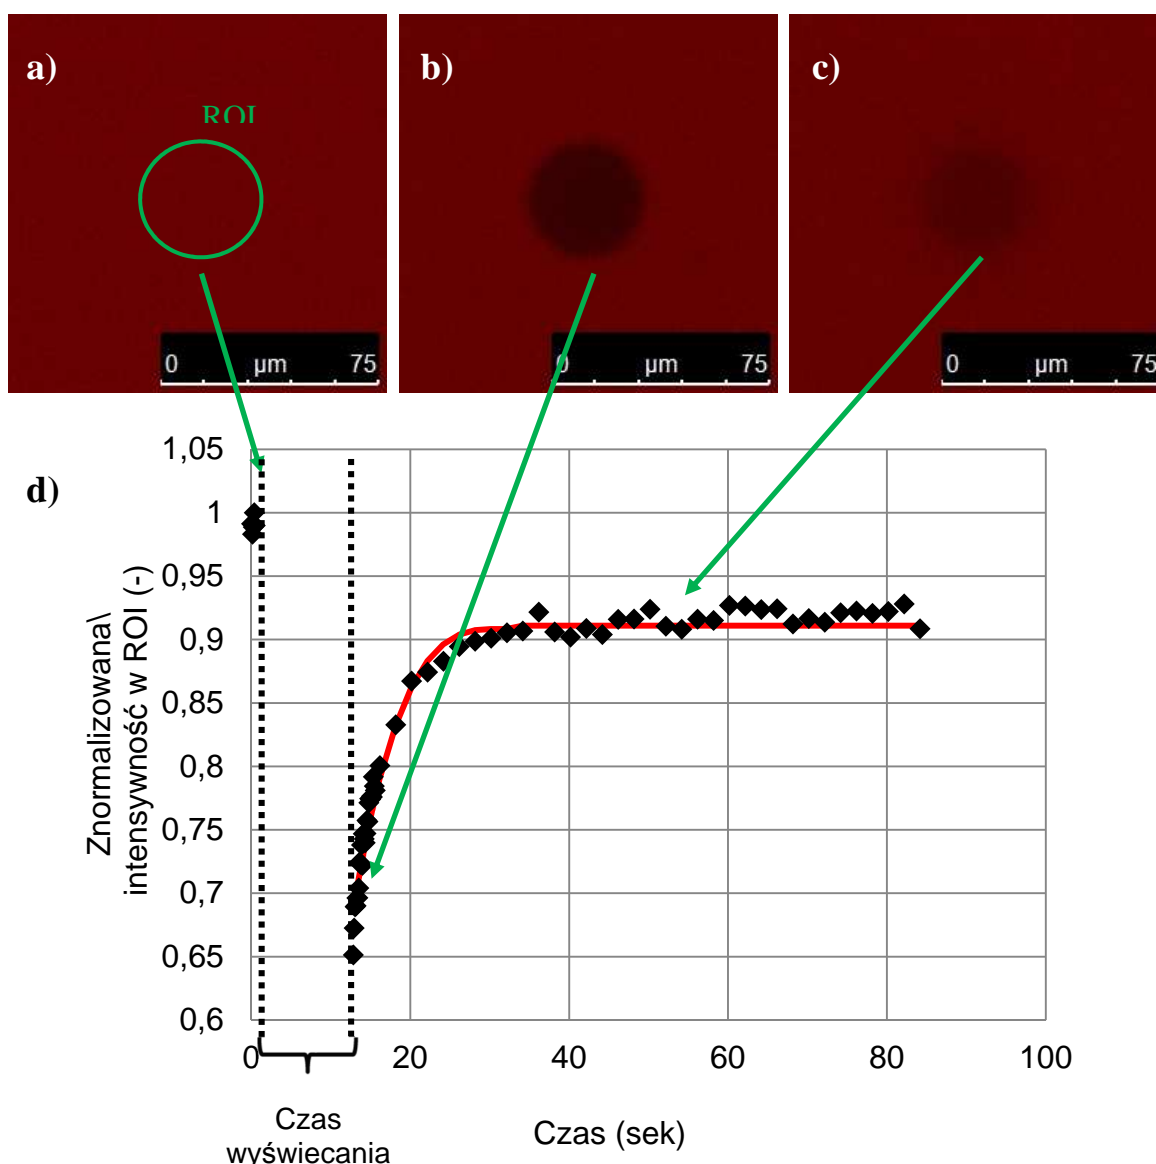 a)
ROI
0 µm 75
b)
0 µm 75
c)
0 µm 75
d)
Znormalizowana\
intensywność w ROI (-)
1,05
1
0,95
0,9
0,85
0,8
0,75
0,7
0,65
0,6
0 20 40 60 80 100
Czas
wyświecania
Czas (sek)